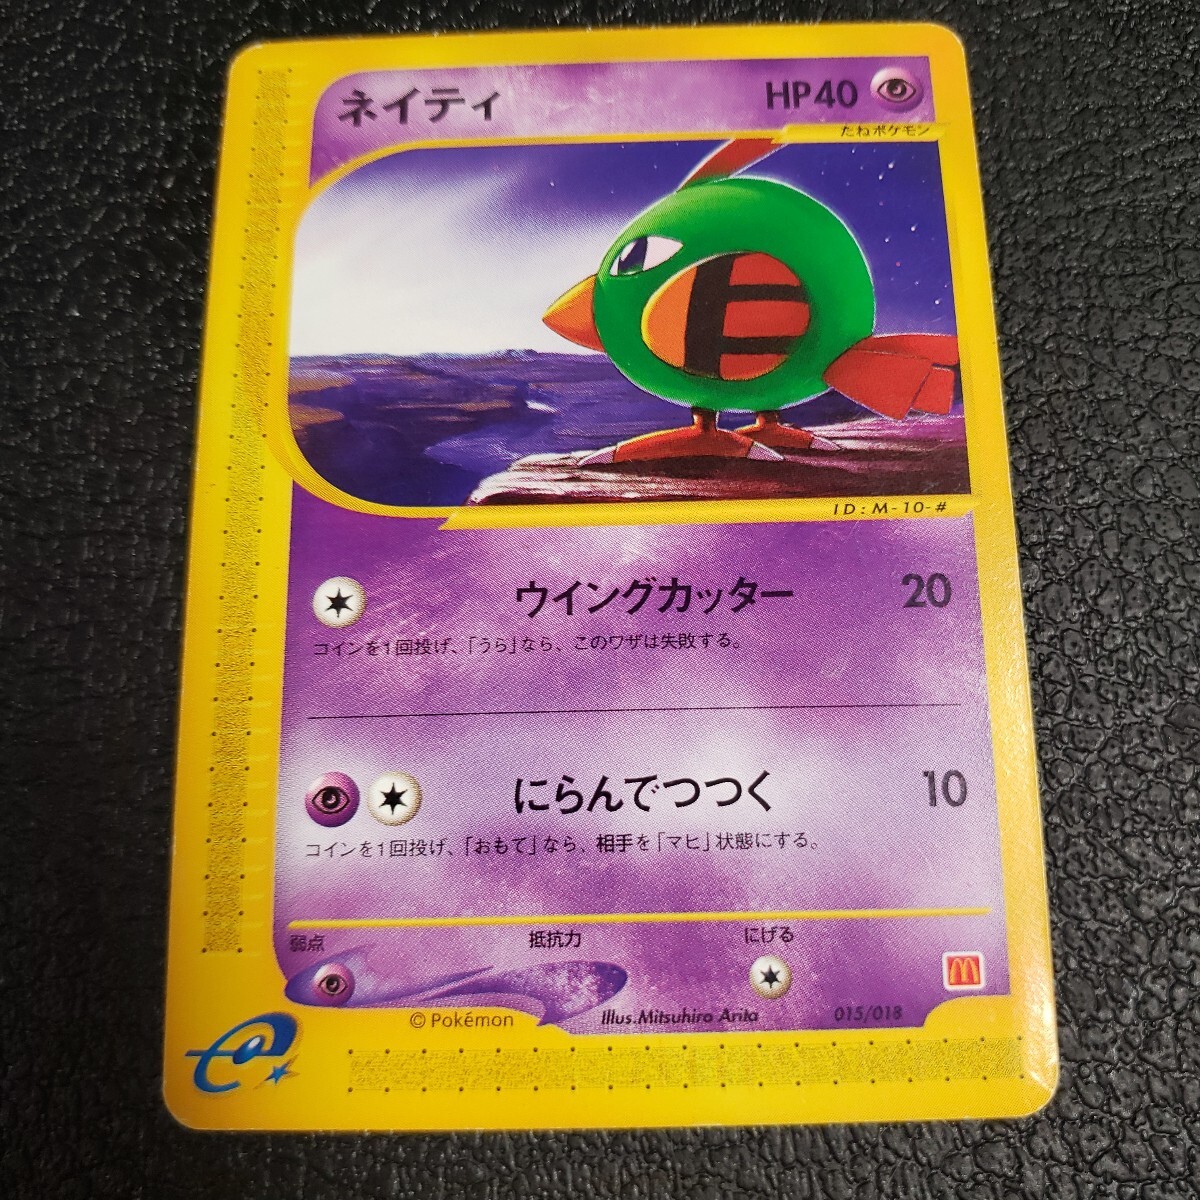 ネイティ
HP40
たねポケモン
ID:M-10-#
ウイングカッター 20
コインを1回投げ、「うら」なら、このワザは失敗する。
にらんでつつく 10
コインを1回投げ、「おもて」なら、相手を「マヒ」状態にする。
弱点 抵抗力 にげる
© Pokémon Illus.Mitsuhiro Arita 015/018